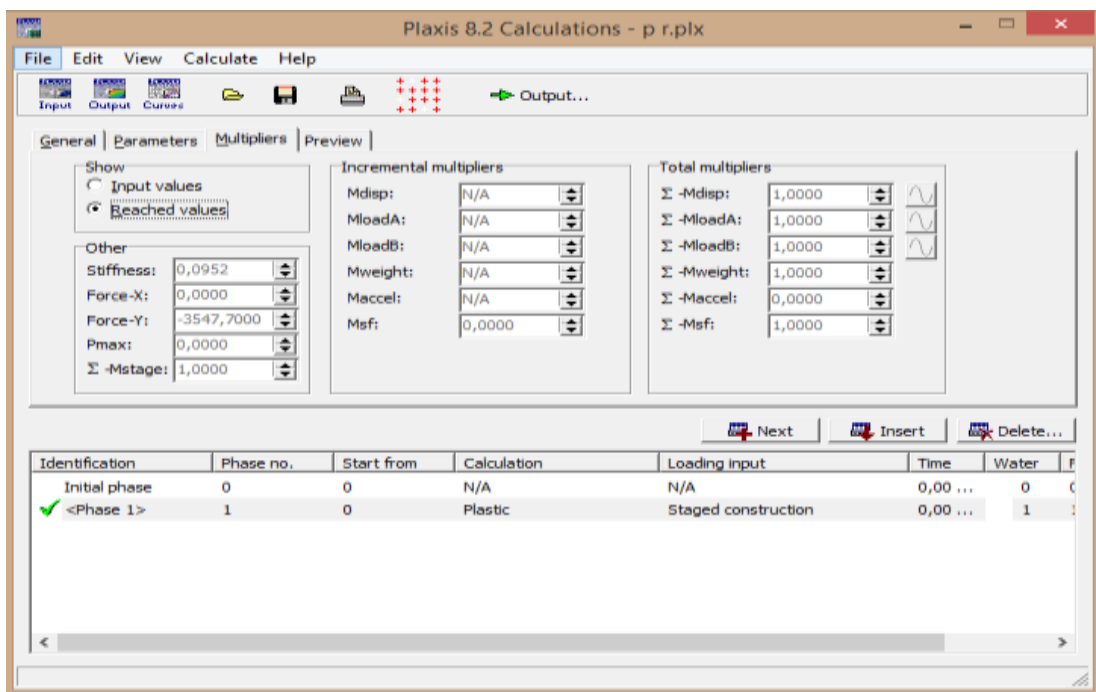 Plaxis 8.2 Calculations - p r.plx
File Edit View Calculate Help
Input Output Curves Output...
General Parameters Multipliers Preview
Show
Input values
Reached values
Other
Stiffness: 0,0952
Force-X: 0,0000
Force-Y: -3547,7000
Pmax: 0,0000
Σ -Mstage: 1,0000
Incremental multipliers
Mdisp: N/A
MloadA: N/A
MloadB: N/A
Mweight: N/A
Maccel: N/A
Msf: 0,0000
Total multipliers
Σ -Mdisp: 1,0000
Σ -MloadA: 1,0000
Σ -MloadB: 1,0000
Σ -Mweight: 1,0000
Σ -Maccel: 0,0000
Σ -Msf: 1,0000
Next Insert Delete...
Identification Phase no. Start from Calculation Loading input Time Water
Initial phase 0 0 N/A N/A 0,00 ... 0
<Phase 1> 1 0 Plastic Staged construction 0,00 ... 1